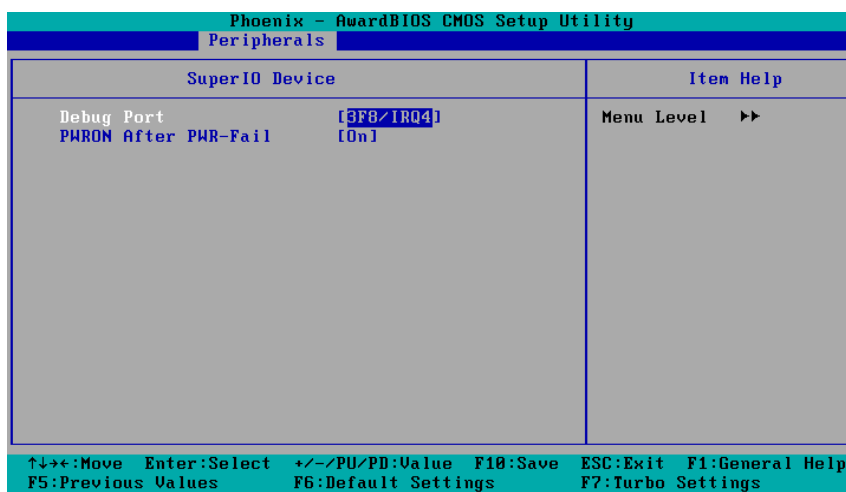 Phoenix - AwardBIOS CMOS Setup Utility
Peripherals
SuperIO Device
Item Help
Debug Port [3F8/IRQ4]
PWRON After PWR-Fail [On]
Menu Level ►►
↑↓→←:Move Enter:Select +/-/PU/PD:Value F10:Save ESC:Exit F1:General Help
F5:Previous Values F6:Default Settings F7:Turbo Settings